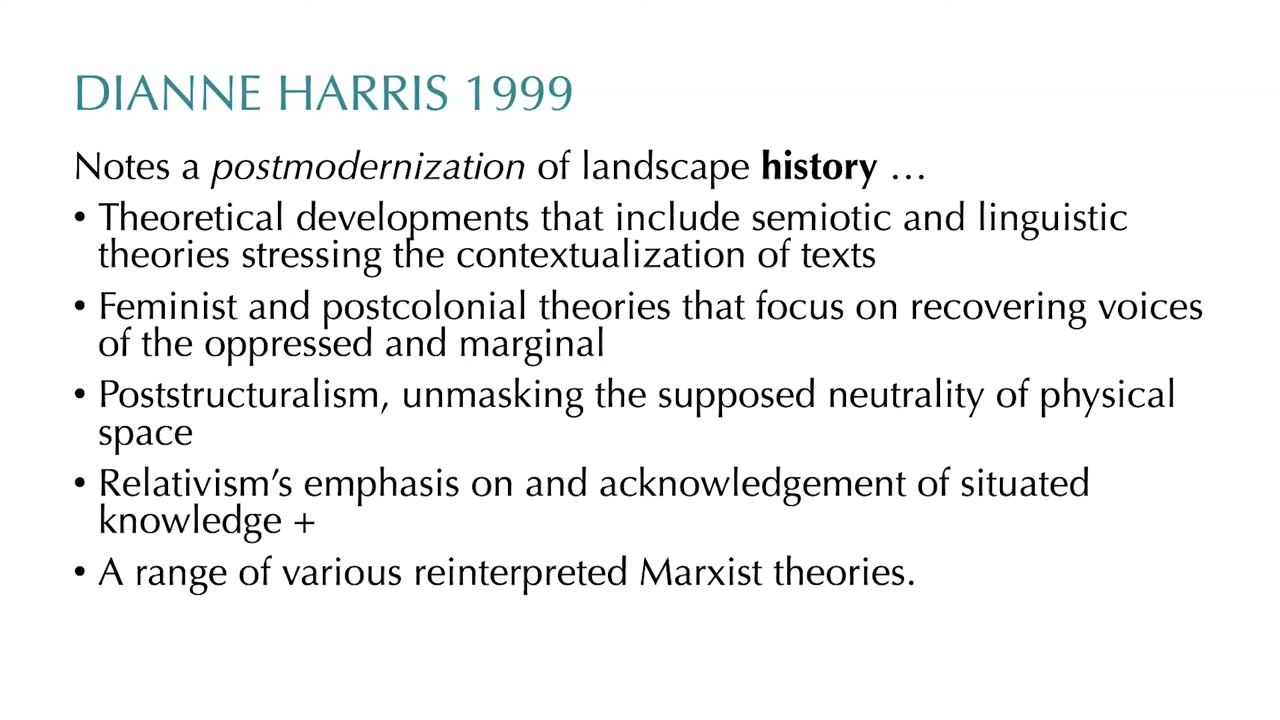 DIANNE HARRIS 1999
Notes a postmodernization of landscape history …
• Theoretical developments that include semiotic and linguistic
theories stressing the contextualization of texts
• Feminist and postcolonial theories that focus on recovering voices
of the oppressed and marginal
• Poststructuralism, unmasking the supposed neutrality of physical
space
• Relativism’s emphasis on and acknowledgement of situated
knowledge +
• A range of various reinterpreted Marxist theories.